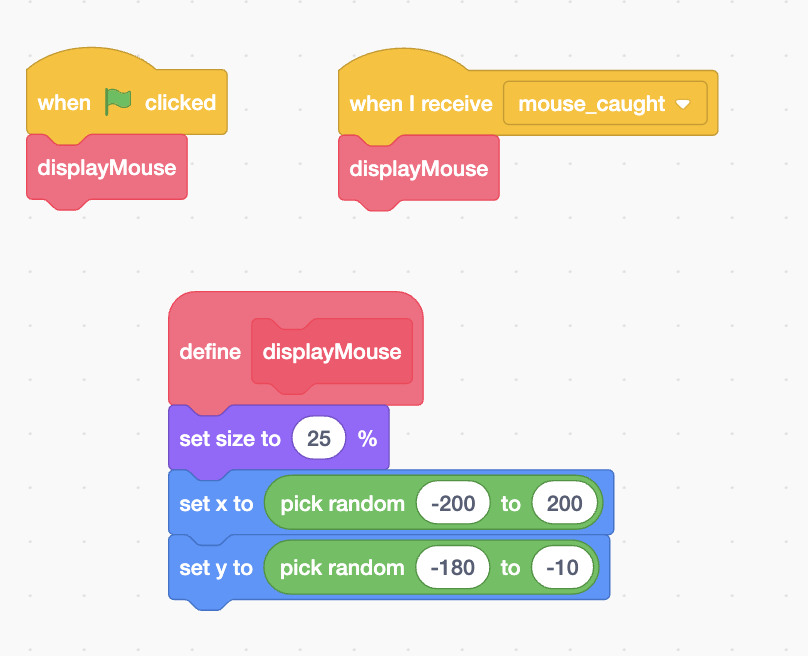 when clicked
displayMouse
when I receive mouse_caught
displayMouse
define displayMouse
set size to 25 %
set x to pick random -200 to 200
set y to pick random -180 to -10